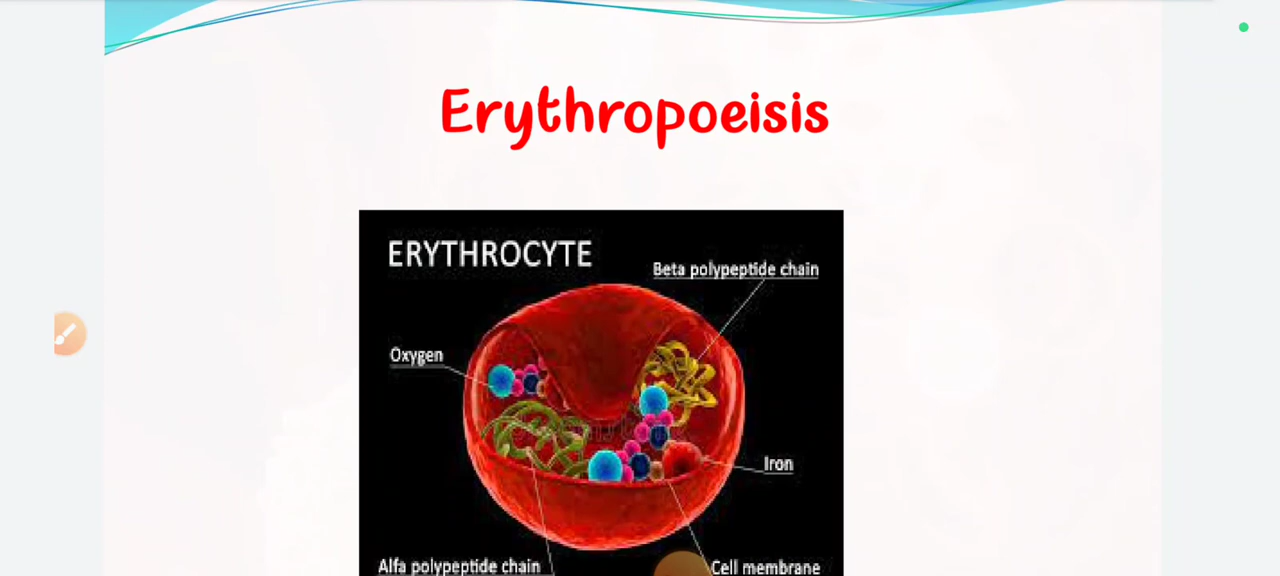 Erythropoeisis
ERYTHROCYTE
Beta polypeptide chain
Oxygen
Iron
Alfa polypeptide chain
Cell membrane